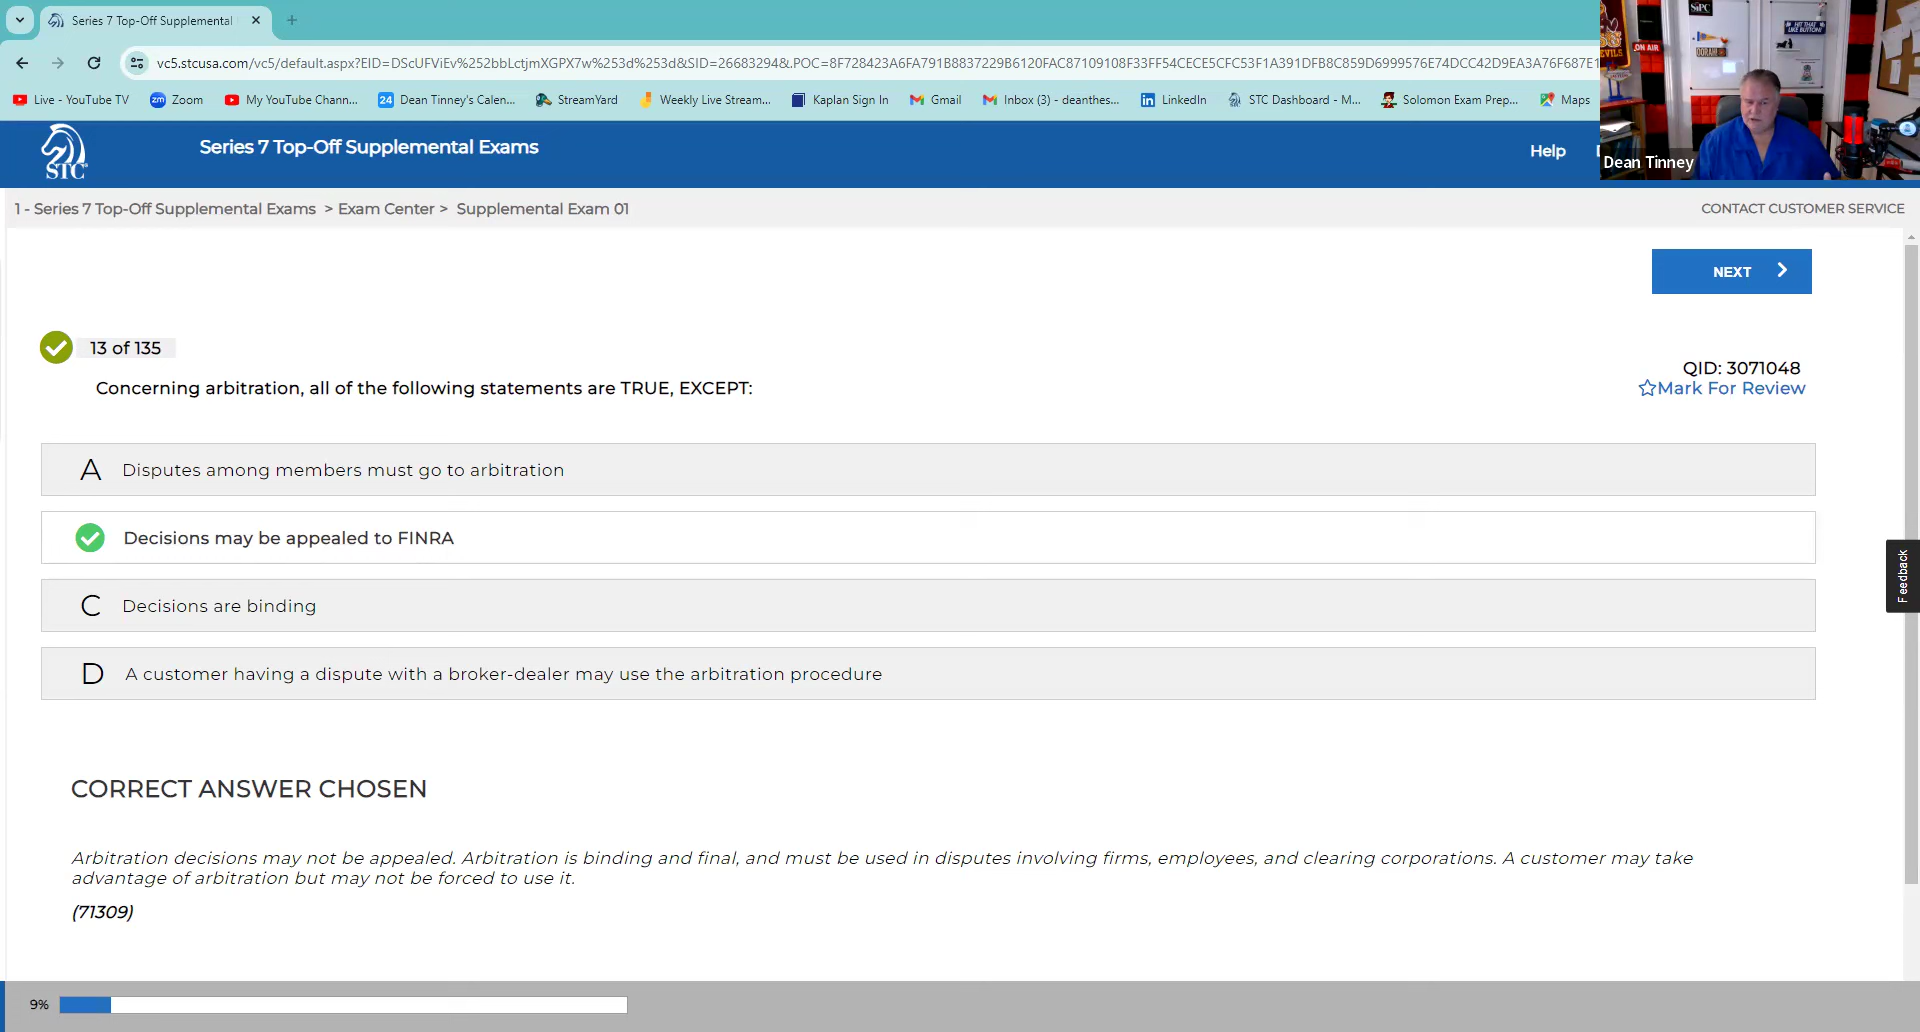 Series 7 Top-Off Supplemental
vc5.stcusa.com/vc5/default.aspx?EID=DScUFViEv%252bbLctjmXGPX7w%253d%253d&SID=26683294&.POC=8F728423A6FA791B8837229B6120FAC87109108F33FF54CECE5CFC53F1A391DFB8C859D6999576E74DCC42D9EA3A76F687E1
Live - YouTube TV Zoom My YouTube Chann... 24 Dean Tinney's Calen... StreamYard Weekly Live Stream... Kaplan Sign In Gmail Inbox (3) - deanthes... LinkedIn STC Dashboard - M... Solomon Exam Prep... Maps
SIPC
HIT THAT
LIKE BUTTON!
ON AIR
Dean Tinney
STC
Series 7 Top-Off Supplemental Exams
Help
1 - Series 7 Top-Off Supplemental Exams > Exam Center > Supplemental Exam 01
CONTACT CUSTOMER SERVICE
NEXT
13 of 135
QID: 3071048
Mark For Review
Concerning arbitration, all of the following statements are TRUE, EXCEPT:
A Disputes among members must go to arbitration
Decisions may be appealed to FINRA
C Decisions are binding
D A customer having a dispute with a broker-dealer may use the arbitration procedure
Feedback
CORRECT ANSWER CHOSEN
Arbitration decisions may not be appealed. Arbitration is binding and final, and must be used in disputes involving firms, employees, and clearing corporations. A customer may take
advantage of arbitration but may not be forced to use it.
(71309)
9%